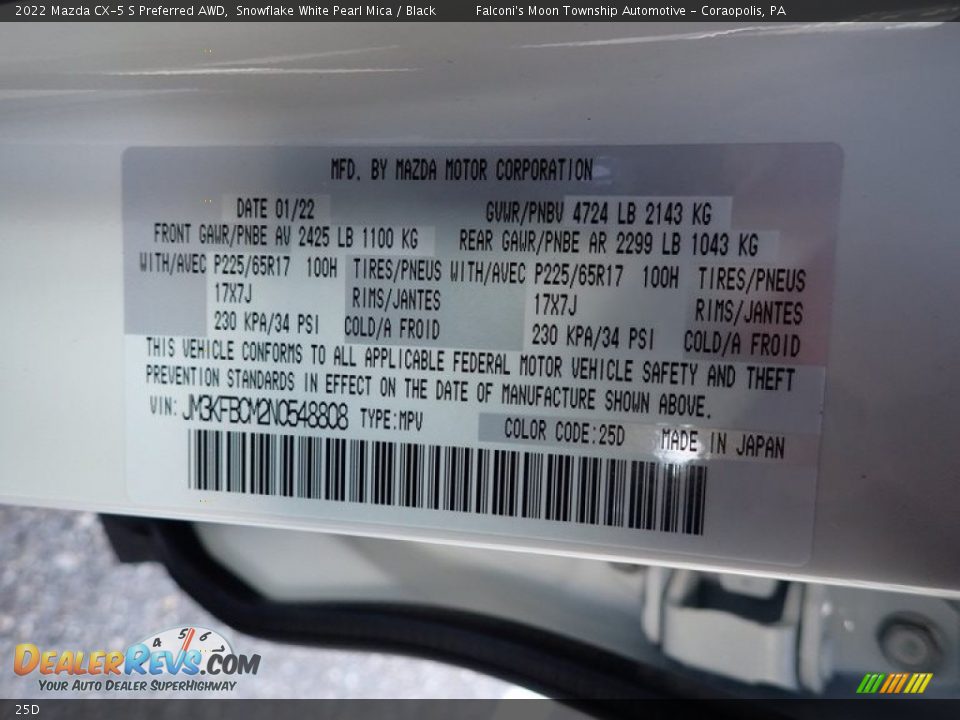 2022 Mazda CX-5 S Preferred AWD, Snowflake White Pearl Mica / Black Falconi's Moon Township Automotive - Coraopolis, PA
MFD. BY MAZDA MOTOR CORPORATION
DATE 01/22 GVWR/PNBV 4724 LB 2143 KG
FRONT GAWR/PNBE AV 2425 LB 1100 KG REAR GAWR/PNBE AR 2299 LB 1043 KG
WITH/AVEC P225/65R17 100H TIRES/PNEUS WITH/AVEC P225/65R17 100H TIRES/PNEUS
17X7J RIMS/JANTES 17X7J RIMS/JANTES
230 KPA/34 PSI COLD/A FROID 230 KPA/34 PSI COLD/A FROID
THIS VEHICLE CONFORMS TO ALL APPLICABLE FEDERAL MOTOR VEHICLE SAFETY AND THEFT
PREVENTION STANDARDS IN EFFECT ON THE DATE OF MANUFACTURE SHOWN ABOVE.
VIN: JM3KFBCM2N0548808 TYPE:MPV COLOR CODE:25D MADE IN JAPAN
4 5 6
DEALERREVS.COM
YOUR AUTO DEALER SUPERHIGHWAY
25D